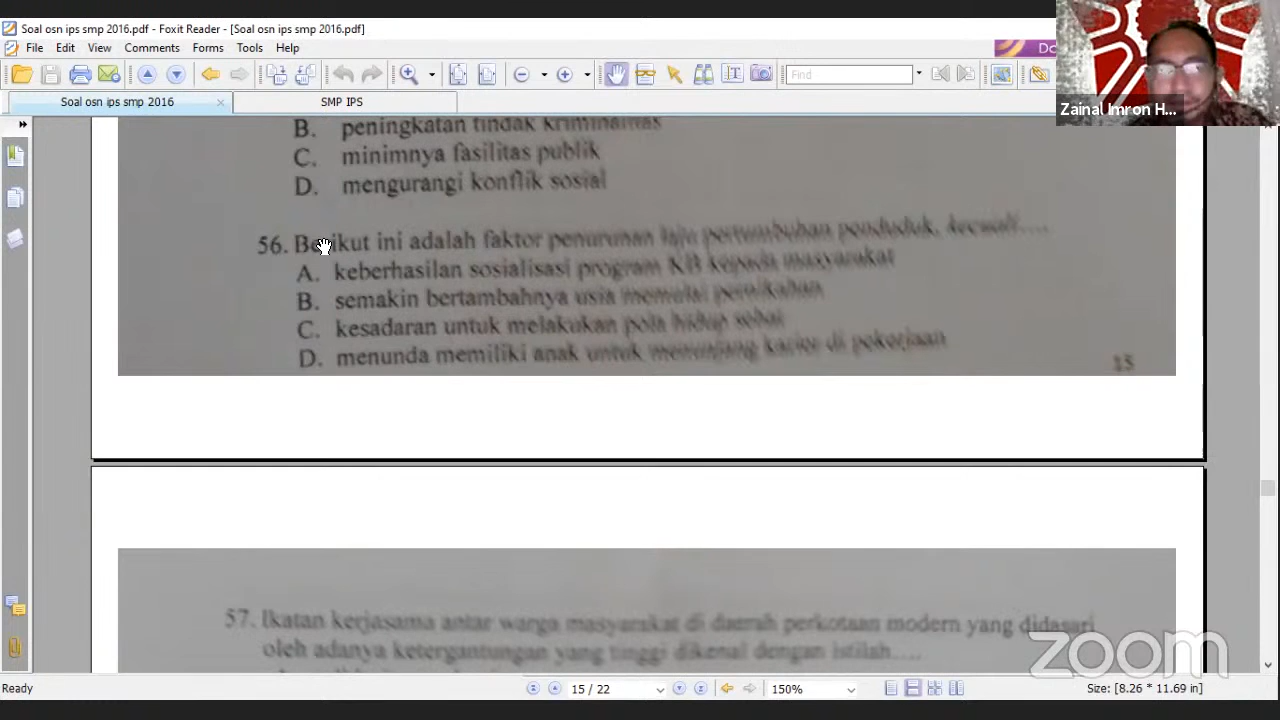 Soal osn ips smp 2016.pdf - Foxit Reader - [Soal osn ips smp 2016.pdf]
File Edit View Comments Forms Tools Help
Find
Soal osn ips smp 2016
SMP IPS
Zainal Imron H...
B. peningkatan tindak kriminalitas
C. minimnya fasilitas publik
D. mengurangi konflik sosial
56. Berikut ini adalah faktor penurunan laju pertumbuhan penduduk, kecuali....
A. keberhasilan sosialisasi program KB kepada masyarakat
B. semakin bertambahnya usia memulai pernikahan
C. kesadaran untuk melakukan pola hidup sehat
D. menunda memiliki anak untuk menunjang karier di pekerjaan
15
57. Ikatan kerjasama antar warga masyarakat di daerah perkotaan modern yang didasari
oleh adanya ketergantungan yang tinggi dikenal dengan istilah....
zoom
Ready
15 / 22
150%
Size: [8.26 * 11.69 in]